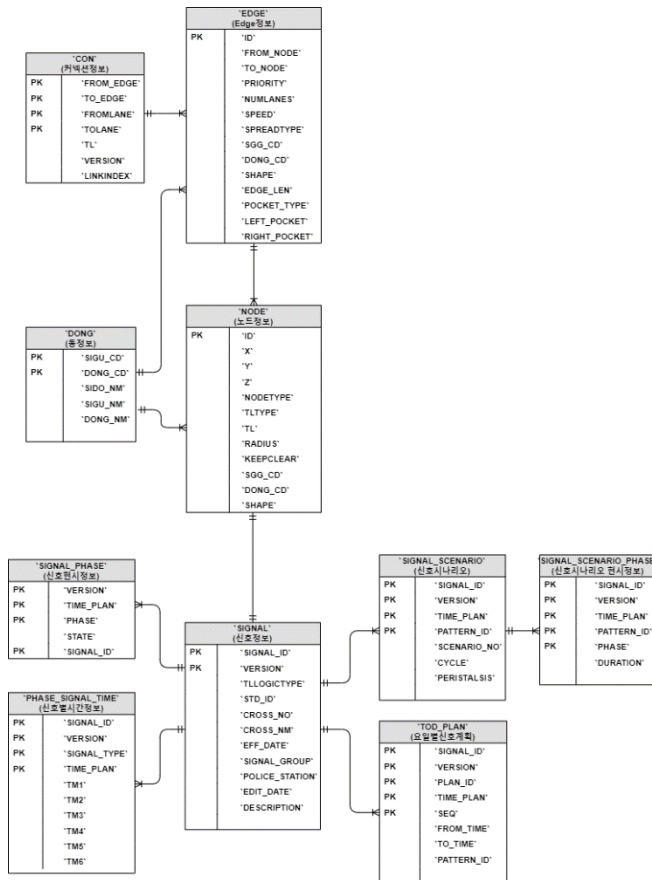 `EDGE`
(Edge정보)
PK `ID`
`FROM_NODE`
`TO_NODE`
`PRIORITY`
`NUMLANES`
`SPEED`
`SPREADTYPE`
`SGG_CD`
`DONG_CD`
`SHAPE`
`EDGE_LEN`
`POCKET_TYPE`
`LEFT_POCKET`
`RIGHT_POCKET`
`CON`
(커넥션정보)
PK `FROM_EDGE`
PK `TO_EDGE`
PK `FROMLANE`
PK `TOLANE`
`TL`
`VERSION`
`LINKINDEX`
`NODE`
(노드정보)
PK `ID`
`X`
`Y`
`Z`
`NODETYPE`
`TLTYPE`
`TL`
`RADIUS`
`KEEPCLEAR`
`SGG_CD`
`DONG_CD`
`SHAPE`
`DONG`
(동정보)
PK `SIGU_CD`
PK `DONG_CD`
`SIDO_NM`
`SIGU_NM`
`DONG_NM`
`SIGNAL_PHASE`
(신호현시정보)
PK `VERSION`
PK `TIME_PLAN`
PK `PHASE`
`STATE`
PK `SIGNAL_ID`
`SIGNAL`
(신호정보)
PK `SIGNAL_ID`
PK `VERSION`
`TLLOGICTYPE`
`STD_ID`
`CROSS_NO`
`CROSS_NM`
`EFF_DATE`
`SIGNAL_GROUP`
`POLICE_STATION`
`EDIT_DATE`
`DESCRIPTION`
`SIGNAL_SCENARIO`
(신호시나리오)
PK `SIGNAL_ID`
PK `VERSION`
PK `TIME_PLAN`
PK `PATTERN_ID`
`SCENARIO_NO`
`CYCLE`
`PERISTALSIS`
`SIGNAL_SCENARIO_PHASE`
(신호시나리오 현시정보)
PK `SIGNAL_ID`
PK `VERSION`
PK `TIME_PLAN`
PK `PATTERN_ID`
PK `PHASE`
`DURATION`
`PHASE_SIGNAL_TIME`
(신호별시간정보)
PK `SIGNAL_ID`
PK `VERSION`
PK `SIGNAL_TYPE`
PK `TIME_PLAN`
`TM1`
`TM2`
`TM3`
`TM4`
`TM5`
`TM6`
`TOD_PLAN`
(요일별신호계획)
PK `SIGNAL_ID`
PK `VERSION`
PK `PLAN_ID`
PK `TIME_PLAN`
PK `SEQ`
`FROM_TIME`
`TO_TIME`
`PATTERN_ID`